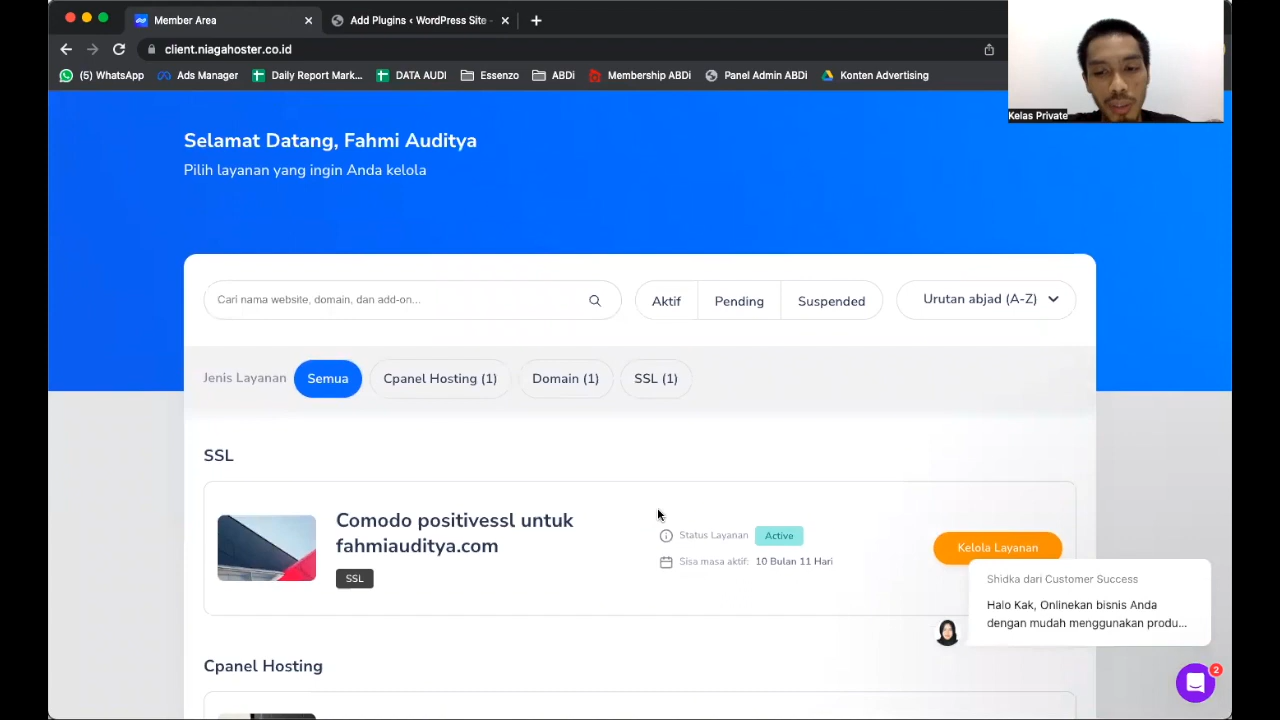 Member Area
Add Plugins ‹ WordPress Site -
client.niagahoster.co.id
(5) WhatsApp
Ads Manager
Daily Report Mark...
DATA AUDI
Essenzo
ABDi
Membership ABDi
Panel Admin ABDi
Konten Advertising
Kelas Private
Selamat Datang, Fahmi Auditya
Pilih layanan yang ingin Anda kelola
Cari nama website, domain, dan add-on...
Aktif
Pending
Suspended
Urutan abjad (A-Z)
Jenis Layanan
Semua
Cpanel Hosting (1)
Domain (1)
SSL (1)
SSL
Comodo positivessl untuk
fahmiauditya.com
SSL
Status Layanan
Active
Sisa masa aktif: 10 Bulan 11 Hari
Kelola Layanan
Shidka dari Customer Success
Halo Kak, Onlinekan bisnis Anda
dengan mudah menggunakan produ...
2
Cpanel Hosting